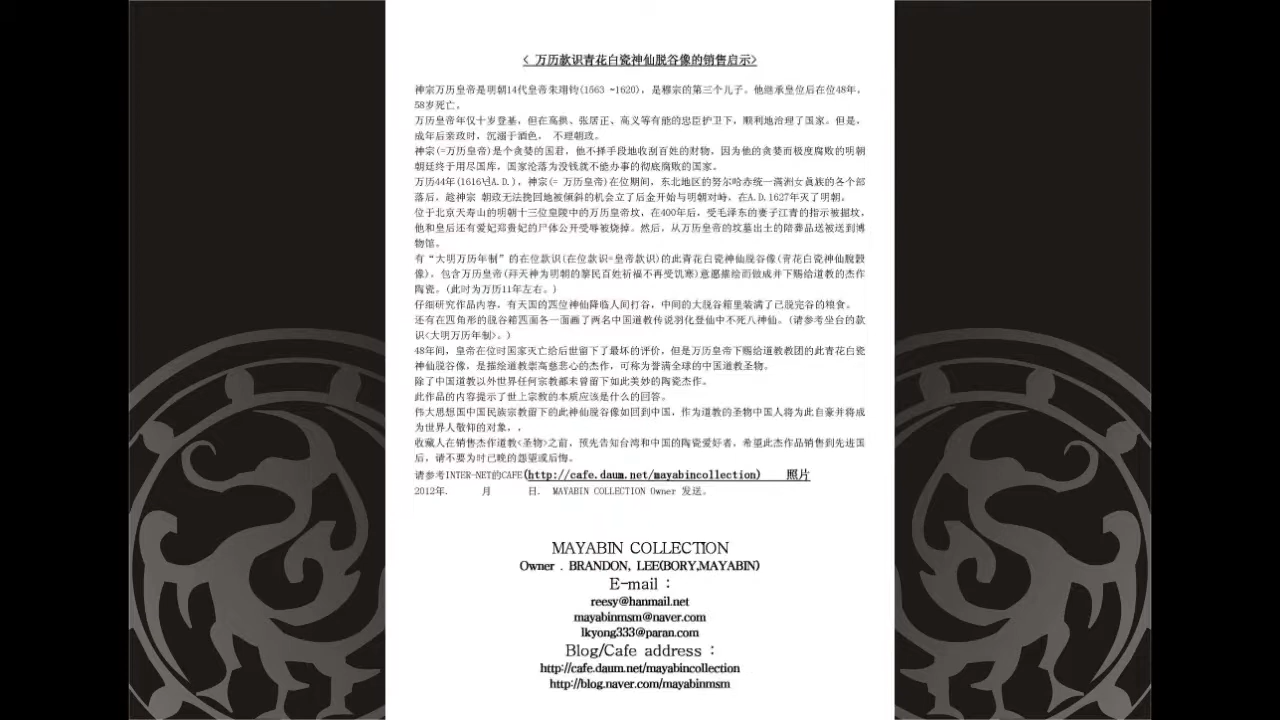 < 万历款识青花白瓷神仙脱谷像的销售启示>
神宗万历皇帝是明朝14代皇帝朱翊钧(1563 ~1620)，是穆宗的第三个儿子。他继承皇位后在位48年，
58岁死亡。
万历皇帝年仅十岁登基，但在高拱、张居正、高义等有能的忠臣护卫下，顺利地治理了国家。但是，
成年后亲政时，沉溺于酒色， 不理朝政。
神宗(=万历皇帝)是个贪婪的国君，他不择手段地收刮百姓的财物，因为他的贪婪而极度腐败的明朝
朝廷终于用尽国库，国家沦落为没钱就不能办事的彻底腐败的国家。
万历44年(1616년A.D.)，神宗(= 万历皇帝)在位期间，东北地区的努尔哈赤统一满洲女真族的各个部
落后，趁神宗 朝政无法挽回地被倾斜的机会立了后金开始与明朝对峙，在A.D.1627年灭了明朝。
位于北京天寿山的明朝十三位皇陵中的万历皇帝坟，在400年后，受毛泽东的妻子江青的指示被掘坟，
他和皇后还有爱妃郑贵妃的尸体公开受辱被烧掉。然后，从万历皇帝的坟墓出土的陪葬品送被送到博
物馆。
有“大明万历年制”的在位款识(在位款识=皇帝款识)的此青花白瓷神仙脱谷像(青花白瓷神仙脫穀
像)，包含万历皇帝(拜天神为明朝的黎民百姓祈福不再受饥寒)意愿描绘而做成并下赐给道教的杰作
陶瓷。(此时为万历11年左右。)
仔细研究作品内容，有天国的四位神仙降临人间打谷，中间的大脱谷箱里装满了已脱完谷的粮食。
还有在四角形的脱谷箱四面各一面画了两名中国道教传说羽化登仙中不死八神仙。(请参考坐台的款
识<大明万历年制>。)
48年间，皇帝在位时国家灭亡给后世留下了最坏的评价，但是万历皇帝下赐给道教教团的此青花白瓷
神仙脱谷像，是描绘道教崇高慈悲心的杰作，可称为誉满全球的中国道教圣物。
除了中国道教以外世界任何宗教都未曾留下如此美妙的陶瓷杰作。
此作品的内容提示了世上宗教的本质应该是什么的回答。
伟大思想国中国民族宗教留下的此神仙脱谷像如回到中国，作为道教的圣物中国人将为此自豪并将成
为世界人敬仰的对象，,
收藏人在销售杰作道教<圣物>之前，预先告知台湾和中国的陶瓷爱好者，希望此杰作品销售到先进国
后，请不要为时已晚的怨望或后悔。
请参考INTER-NET的CAFE(http://cafe.daum.net/mayabincollection) 照片
2012年. 月 日. MAYABIN COLLECTION Owner 发送。
MAYABIN COLLECTION
Owner . BRANDON, LEE(BORY,MAYABIN)
E-mail :
reesy@hanmail.net
mayabinmsm@naver.com
lkyong333@paran.com
Blog/Cafe address :
http://cafe.daum.net/mayabincollection
http://blog.naver.com/mayabinmsm